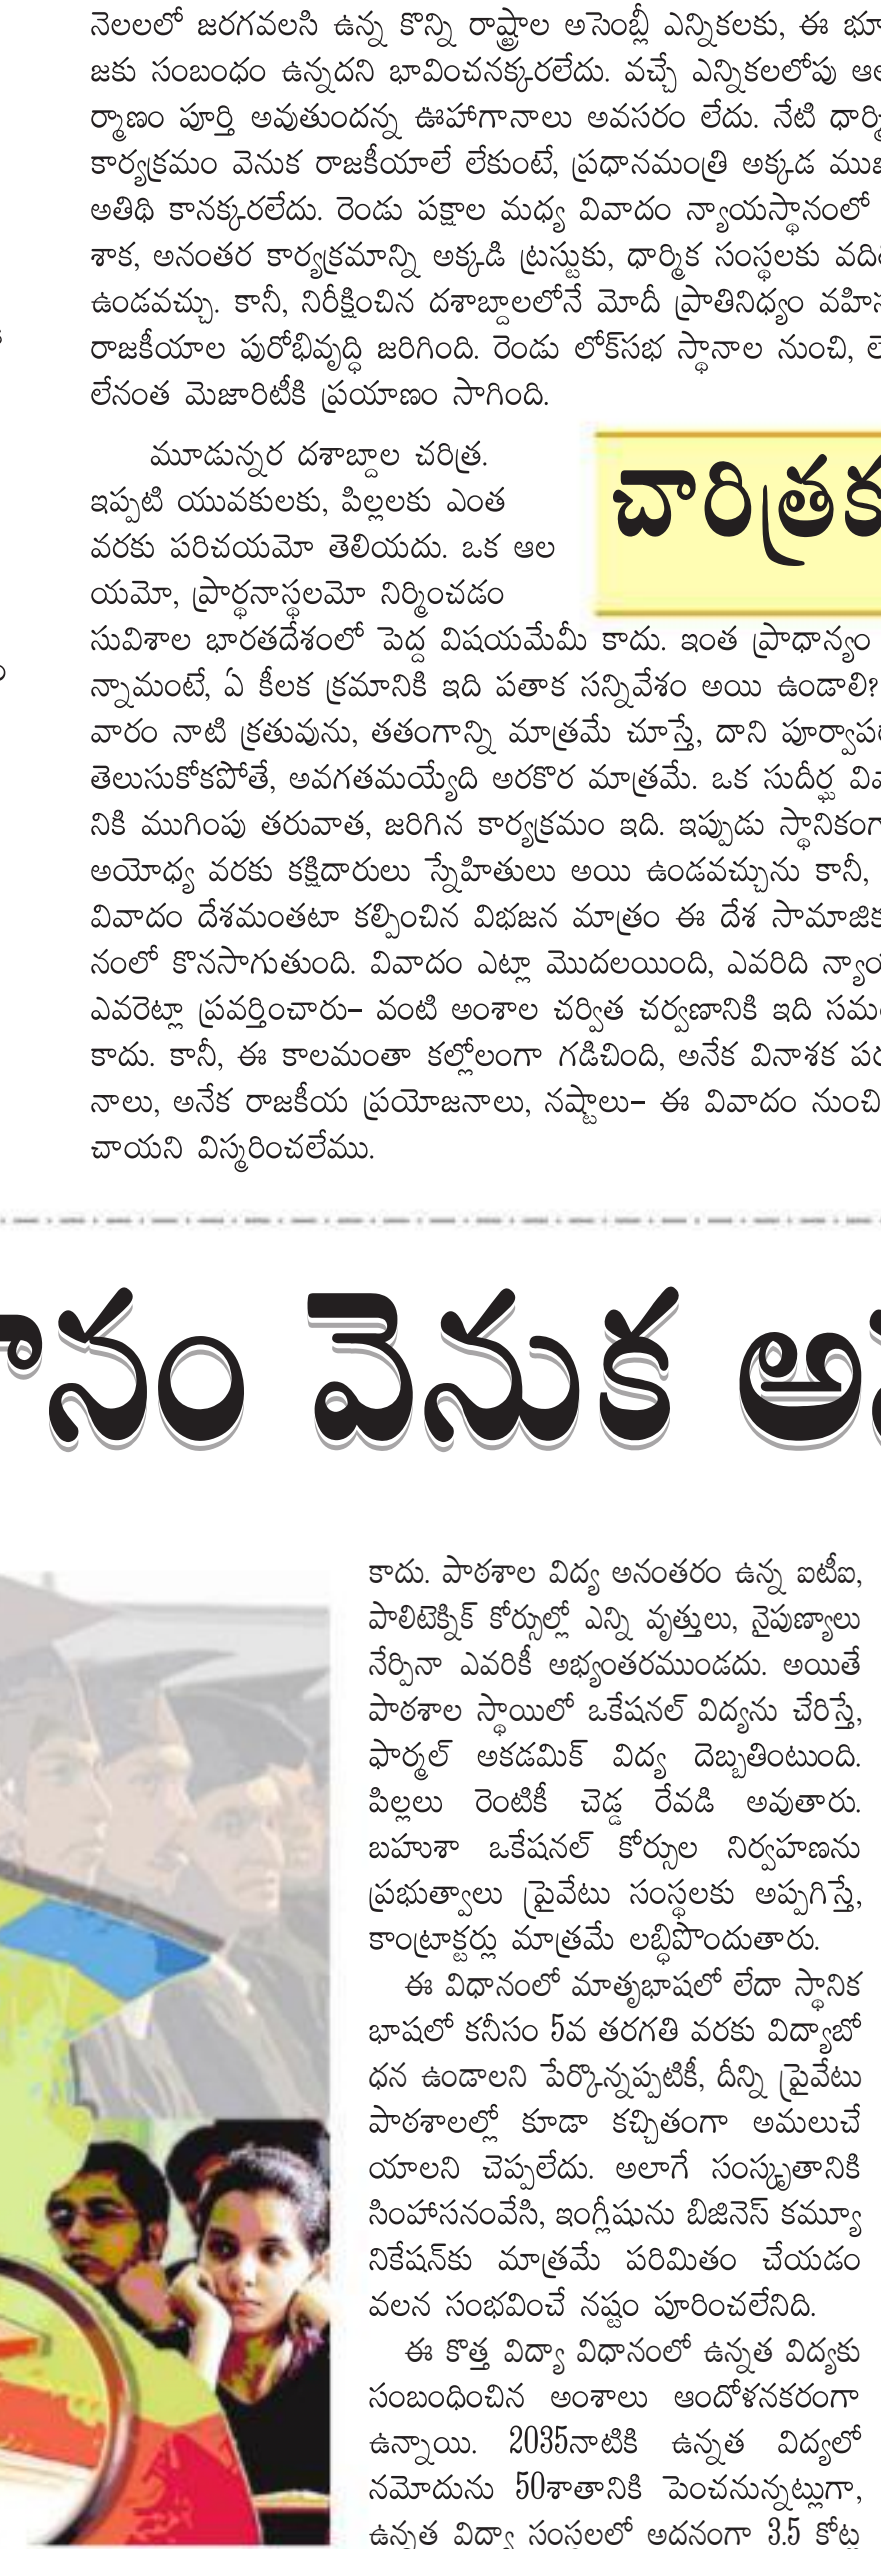 నెలలలో జరగవలసి ఉన్న కొన్ని రాష్ట్రాల అసెంబ్లీ ఎన్నికలకు, ఈ
జకు సంబంధం ఉన్నదని భావించనక్కరలేదు. వచ్చే ఎన్నికలలోపు
ర్మాణం పూర్తి అవుతుందన్న ఊహాగానాలు అవసరం లేదు. నేటి
కార్యక్రమం వెనుక రాజకీయాలే లేకుంటే, ప్రధానమంత్రి అక్కడ
అతిథి కానక్కరలేదు. రెండు పక్షాల మధ్య వివాదం న్యాయస్థానంలో
శాక, అనంతర కార్యక్రమాన్ని అక్కడి ట్రస్టుకు, ధార్మిక సంస్థలకు
ఉండవచ్చు. కానీ, నిరీక్షించిన దశాబ్దాలలోనే మోదీ ప్రాతినిధ్యం
రాజకీయాల పురోభివృద్ధి జరిగింది. రెండు లోక్‌సభ స్థానాల నుంచి,
లేనంత మెజారిటీకి ప్రయాణం సాగింది.
మూడున్నర దశాబ్దాల చరిత్ర.
ఇప్పటి యువకులకు, పిల్లలకు ఎంత
వరకు పరిచయమో తెలియదు. ఒక ఆల
యమో, ప్రార్థనాస్థలమో నిర్మించడం
చారిత్రక
సువిశాల భారతదేశంలో పెద్ద విషయమేమీ కాదు. ఇంత ప్రాధాన్యం
న్నామంటే, ఏ కీలక క్రమానికి ఇది పతాక సన్నివేశం అయి ఉండాలి?
వారం నాటి క్రతువును, తతంగాన్ని మాత్రమే చూస్తే, దాని
తెలుసుకోకపోతే, అవగతమయ్యేది అరకొర మాత్రమే. ఒక సుదీర్ఘ
నికి ముగింపు తరువాత, జరిగిన కార్యక్రమం ఇది. ఇప్పుడు స్థానికంగా
అయోధ్య వరకు కక్షిదారులు స్నేహితులు అయి ఉండవచ్చును కానీ,
వివాదం దేశమంతటా కల్పించిన విభజన మాత్రం ఈ దేశ సామాజిక
నంలో కొనసాగుతుంది. వివాదం ఎట్లా మొదలయింది, ఎవరిది
ఎవరెట్లా ప్రవర్తించారు– వంటి అంశాల చర్విత చర్వణానికి ఇది
కాదు. కానీ, ఈ కాలమంతా కల్లోలంగా గడిచింది, అనేక వినాశక
నాలు, అనేక రాజకీయ ప్రయోజనాలు, నష్టాలు– ఈ వివాదం నుంచి
చాయని విస్మరించలేము.
నం వెనుక
కాదు. పాఠశాల విద్య అనంతరం ఉన్న ఐటీఐ,
పాలిటెక్నిక్ కోర్సుల్లో ఎన్ని వృత్తులు, నైపుణ్యాలు
నేర్పినా ఎవరికీ అభ్యంతరముండదు. అయితే
పాఠశాల స్థాయిలో ఒకేషనల్ విద్యను చేరిస్తే,
ఫార్మల్ అకడమిక్ విద్య దెబ్బతింటుంది.
పిల్లలు రెంటికీ చెడ్డ రేవడి అవుతారు.
బహుశా ఒకేషనల్ కోర్సుల నిర్వహణను
ప్రభుత్వాలు ప్రైవేటు సంస్థలకు అప్పగిస్తే,
కాంట్రాక్టర్లు మాత్రమే లబ్ధిపొందుతారు.
ఈ విధానంలో మాతృభాషలో లేదా స్థానిక
భాషలో కనీసం 5వ తరగతి వరకు విద్యాబో
ధన ఉండాలని పేర్కొన్నప్పటికీ, దీన్ని ప్రైవేటు
పాఠశాలల్లో కూడా కచ్చితంగా అమలుచే
యాలని చెప్పలేదు. అలాగే సంస్కృతానికి
సింహాసనంవేసి, ఇంగ్లీషును బిజినెస్ కమ్యూ
నికేషన్‌కు మాత్రమే పరిమితం చేయడం
వలన సంభవించే నష్టం పూరించలేనిది.
ఈ కొత్త విద్యా విధానంలో ఉన్నత విద్యకు
సంబంధించిన అంశాలు ఆందోళనకరంగా
ఉన్నాయి. 2035నాటికి ఉన్నత విద్యలో
నమోదును 50శాతానికి పెంచనున్నట్లుగా,
ఉన్నత విద్యా సంస్థలలో అదనంగా 3.5 కోట్ల